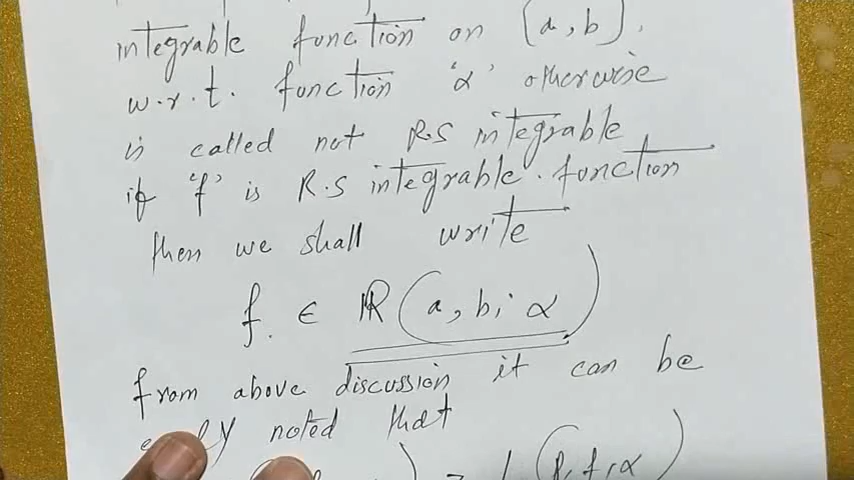 integrable function on [a, b].
w.r.t. function 'α' otherwise
is called not R.S integrable
if 'f' is R.S integrable. function
then we shall write
f ∈ R(a, b; α)
from above discussion it can be
noted that
= (P, f, α)